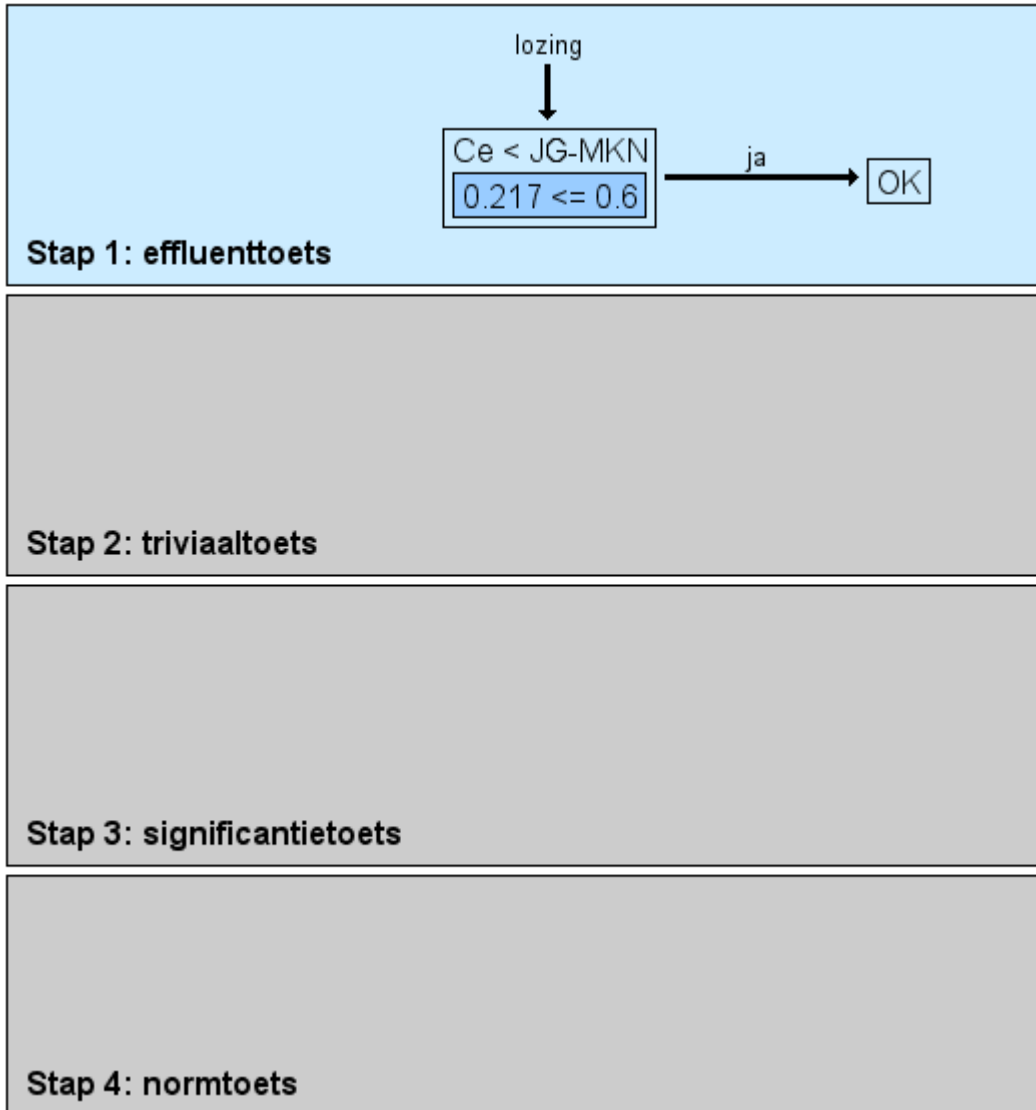 lozing
Ce < JG-MKN
0.217 <= 0.6
ja
OK
Stap 1: effluenttoets
Stap 2: triviaaltoets
Stap 3: significantietoets
Stap 4: normtoets